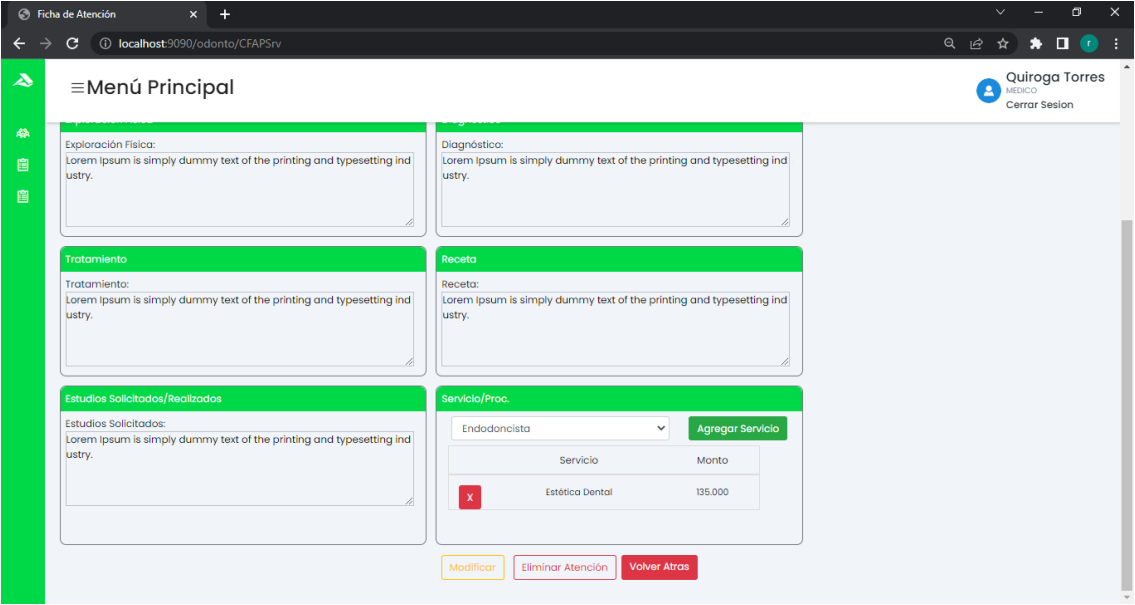 Ficha de Atención
localhost:9090/odonto/CFAPSrv
r
Menú Principal
Quiroga Torres
MEDICO
Cerrar Sesion
Exploración Física:
Lorem Ipsum is simply dummy text of the printing and typesetting ind
ustry.
Diagnóstico:
Lorem Ipsum is simply dummy text of the printing and typesetting ind
ustry.
Tratamiento
Tratamiento:
Lorem Ipsum is simply dummy text of the printing and typesetting ind
ustry.
Receta
Receta:
Lorem Ipsum is simply dummy text of the printing and typesetting ind
ustry.
Estudios Solicitados/Realizados
Estudios Solicitados:
Lorem Ipsum is simply dummy text of the printing and typesetting ind
ustry.
Servicio/Proc.
Endodoncista
Agregar Servicio
Servicio Monto
X Estética Dental 135.000
Modificar Eliminar Atención Volver Atras